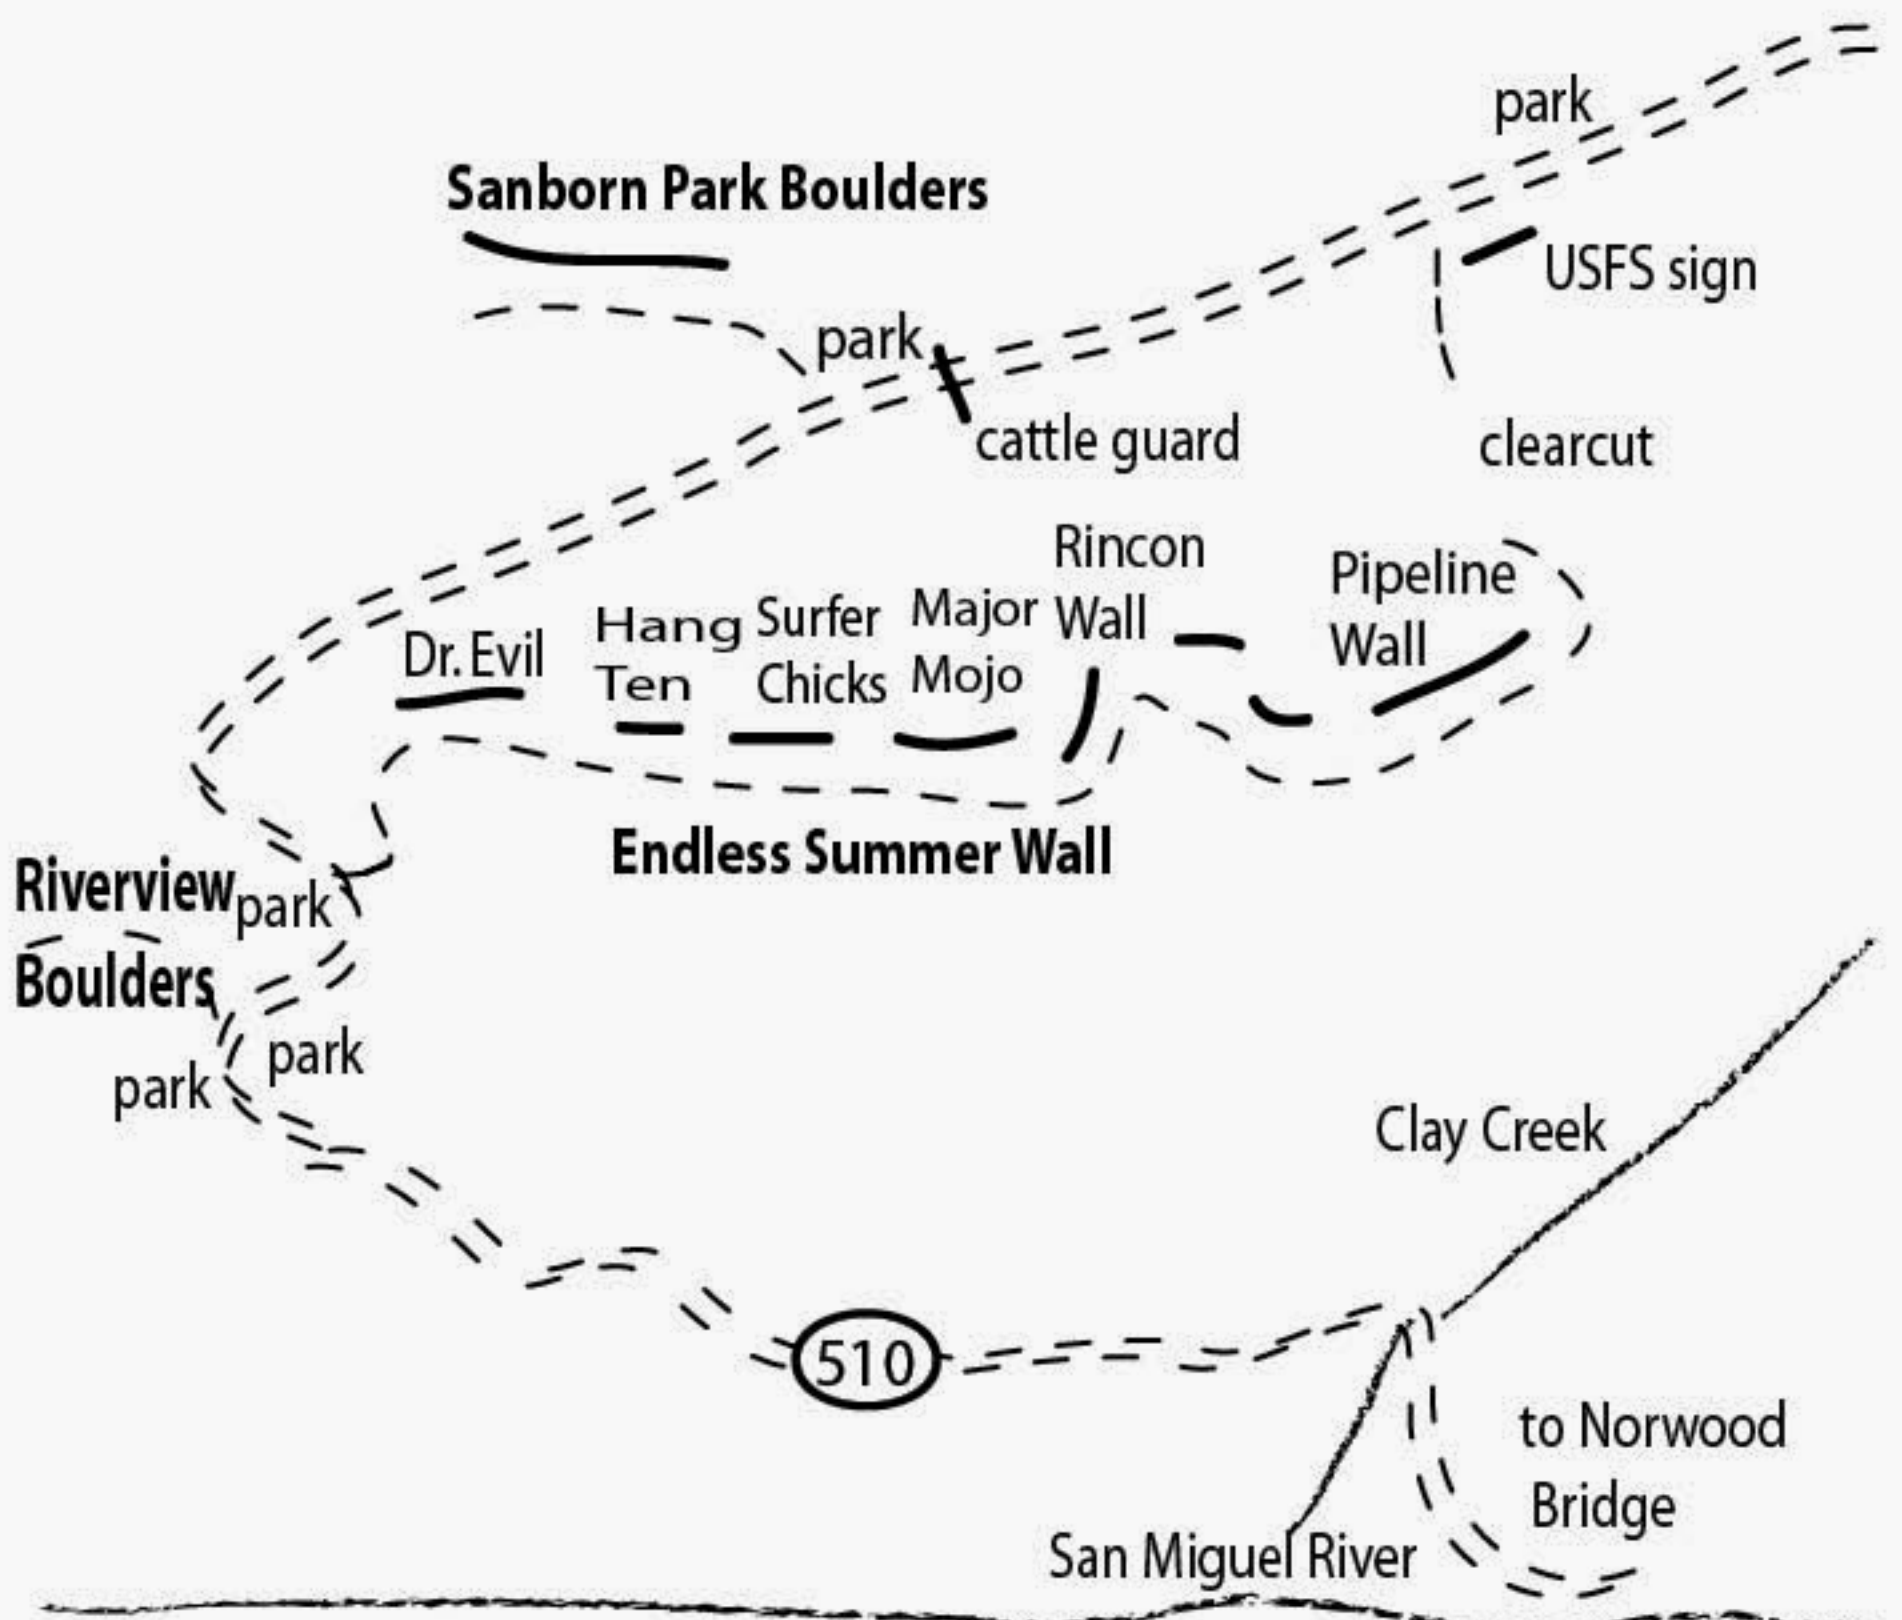 park
Sanborn Park Boulders
USFS sign
park
cattle guard
clearcut
Rincon
Wall
Pipeline
Wall
Dr. Evil
Hang
Ten
Surfer
Chicks
Major
Mojo
Endless Summer Wall
Riverview
Boulders
park
park
park
Clay Creek
510
to Norwood
Bridge
San Miguel River